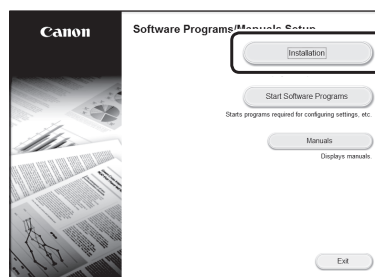 Canon
Software Programs/Manuals Setup
Installation
Start Software Programs
Starts programs required for configuring settings, etc.
Manuals
Displays manuals.
Exit